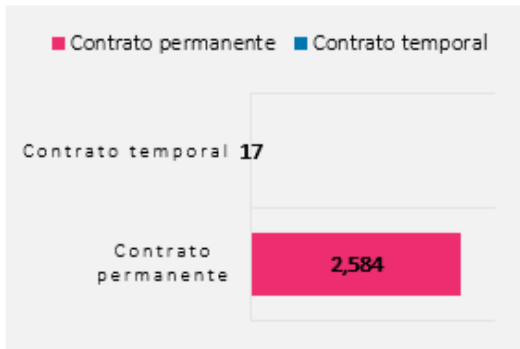 Contrato permanente Contrato temporal
Contrato temporal 17
Contrato
permanente
2,584